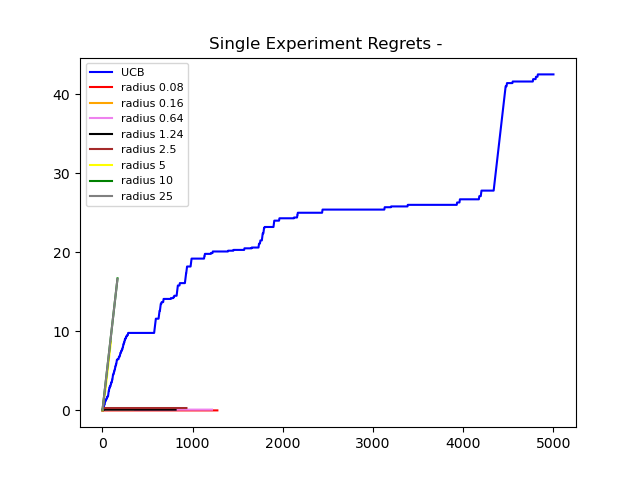 Single Experiment Regrets -
UCB
radius 0.08
radius 0.16
radius 0.64
radius 1.24
radius 2.5
radius 5
radius 10
radius 25
40
30
20
10
0
0 1000 2000 3000 4000 5000